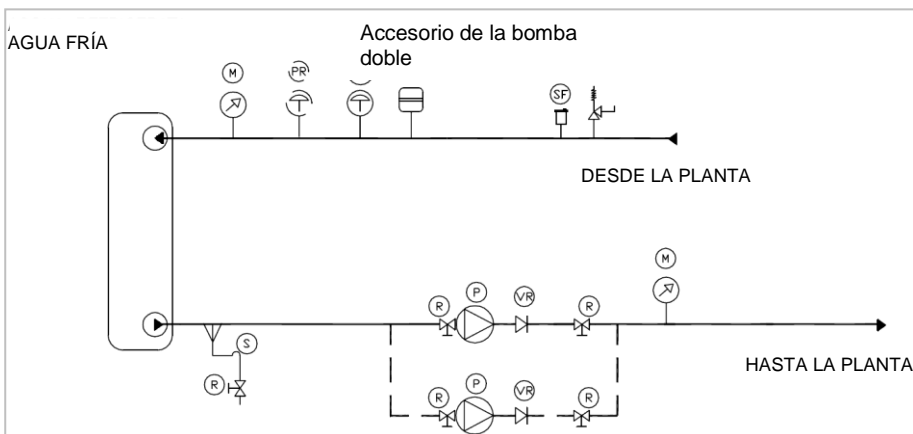 AGUA FRÍA
Accesorio de la bomba
doble
M
PR
SF
DESDE LA PLANTA
M
R
P
VR
R
S
R
HASTA LA PLANTA
R
P
VR
R